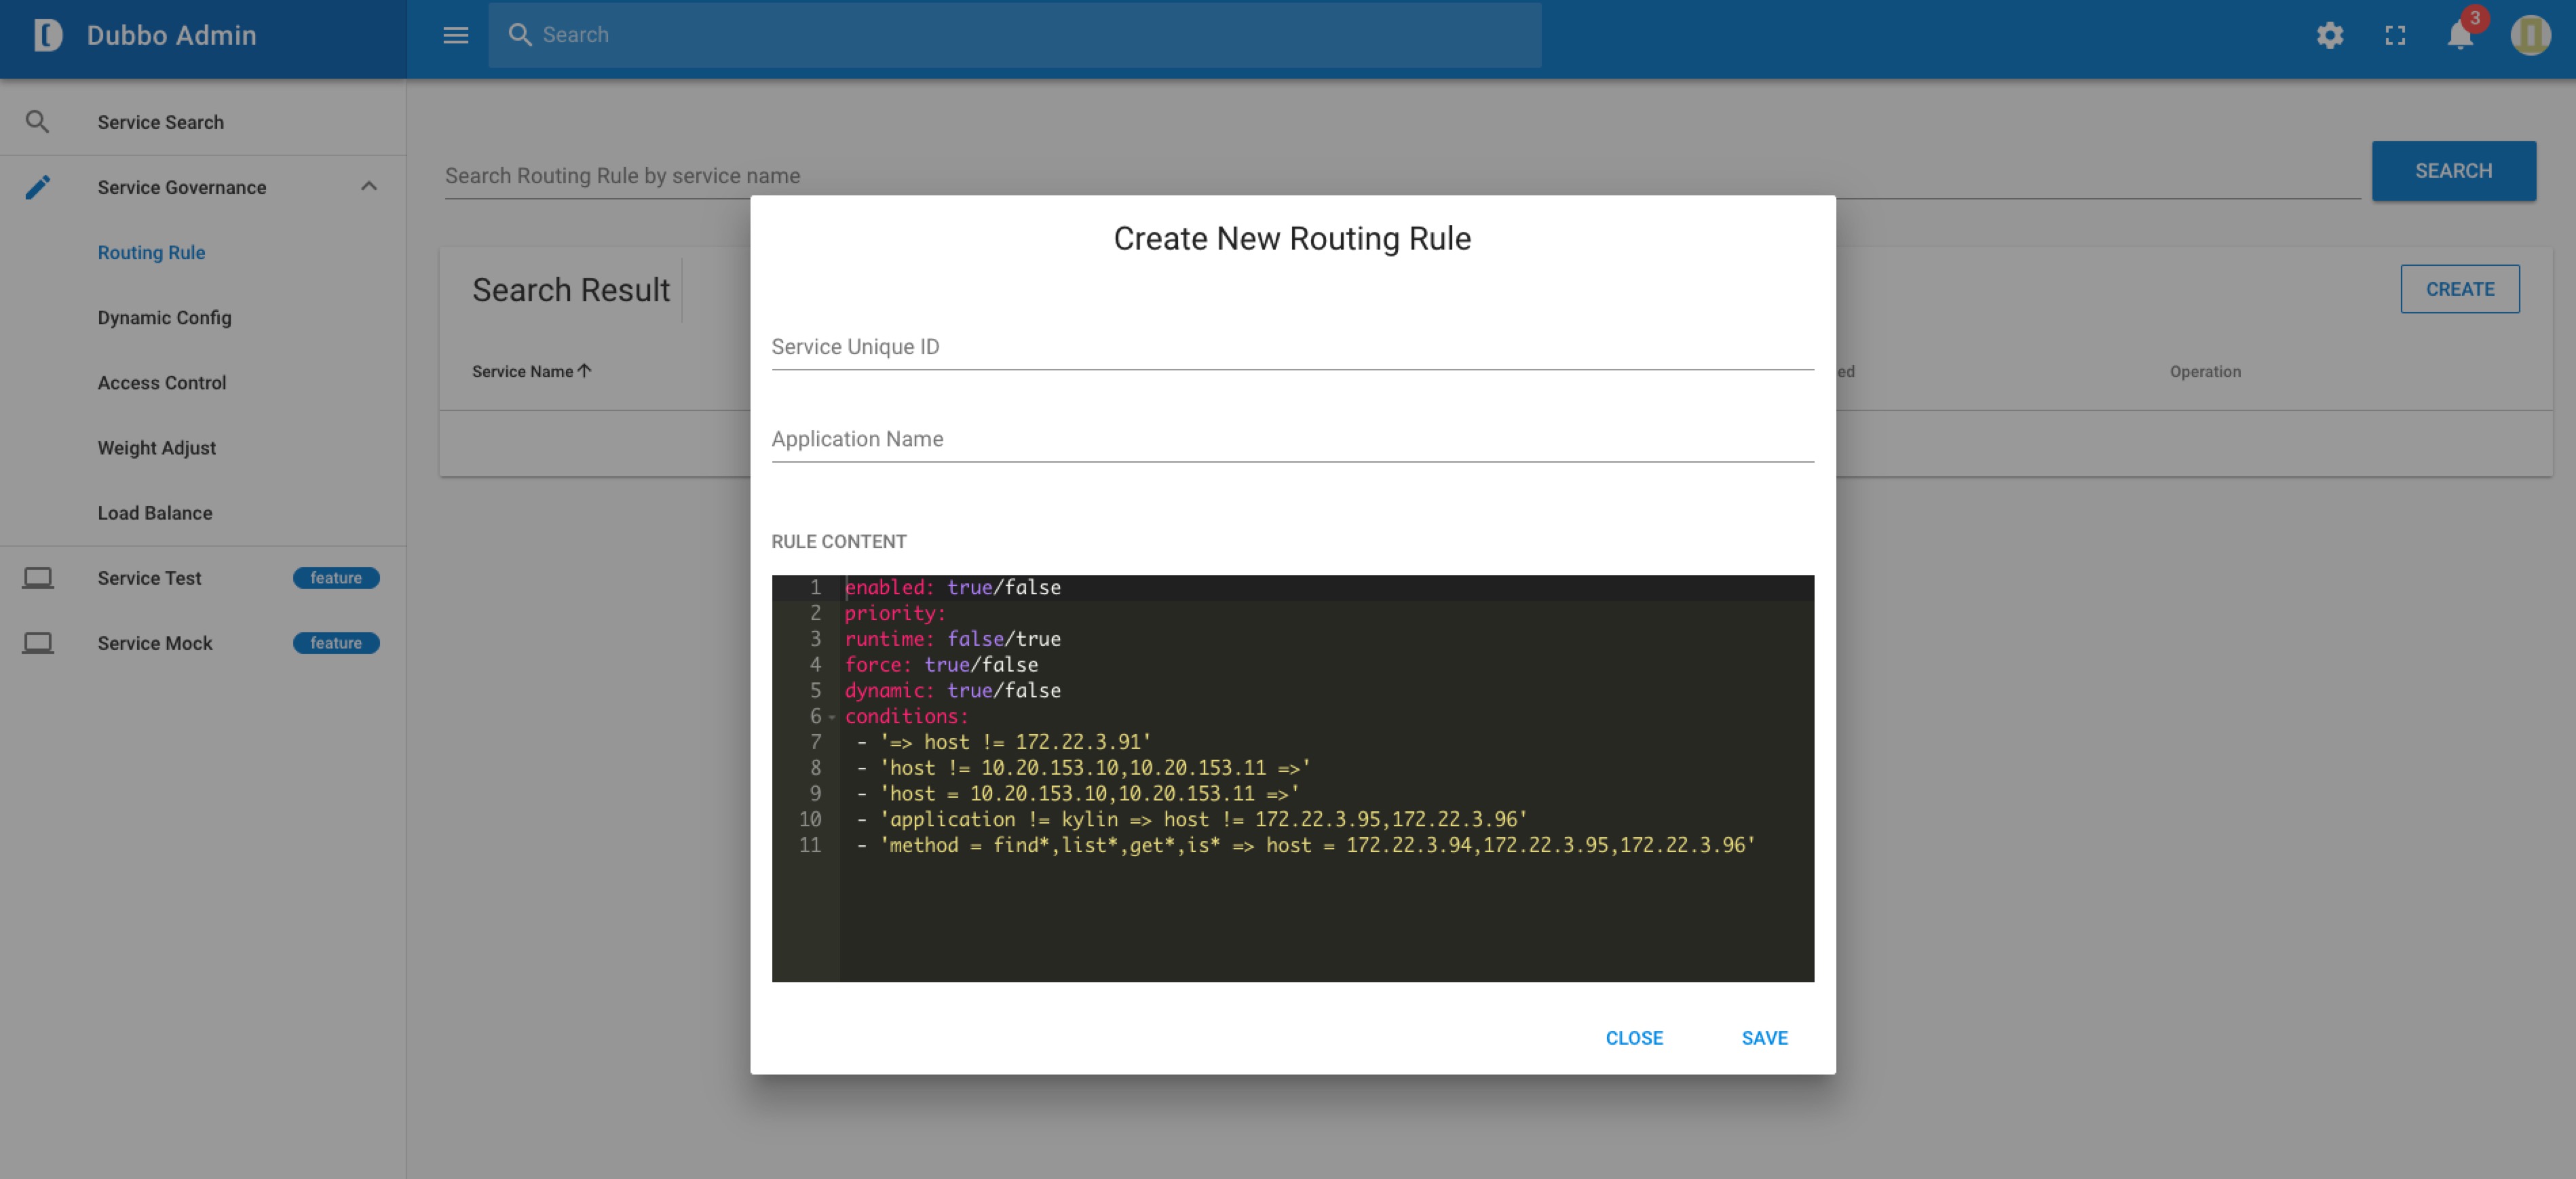 Dubbo Admin
Search
3
Service Search
Service Governance
Routing Rule
Dynamic Config
Access Control
Weight Adjust
Load Balance
Service Test feature
Service Mock feature
Search Routing Rule by service name
SEARCH
Search Result
CREATE
Service Name
ed
Operation
Create New Routing Rule
Service Unique ID
Application Name
RULE CONTENT
1 enabled: true/false
2 priority:
3 runtime: false/true
4 force: true/false
5 dynamic: true/false
6 conditions:
7 - '=> host != 172.22.3.91'
8 - 'host != 10.20.153.10,10.20.153.11 =>'
9 - 'host = 10.20.153.10,10.20.153.11 =>'
10 - 'application != kylin => host != 172.22.3.95,172.22.3.96'
11 - 'method = find*,list*,get*,is* => host = 172.22.3.94,172.22.3.95,172.22.3.96'
CLOSE SAVE